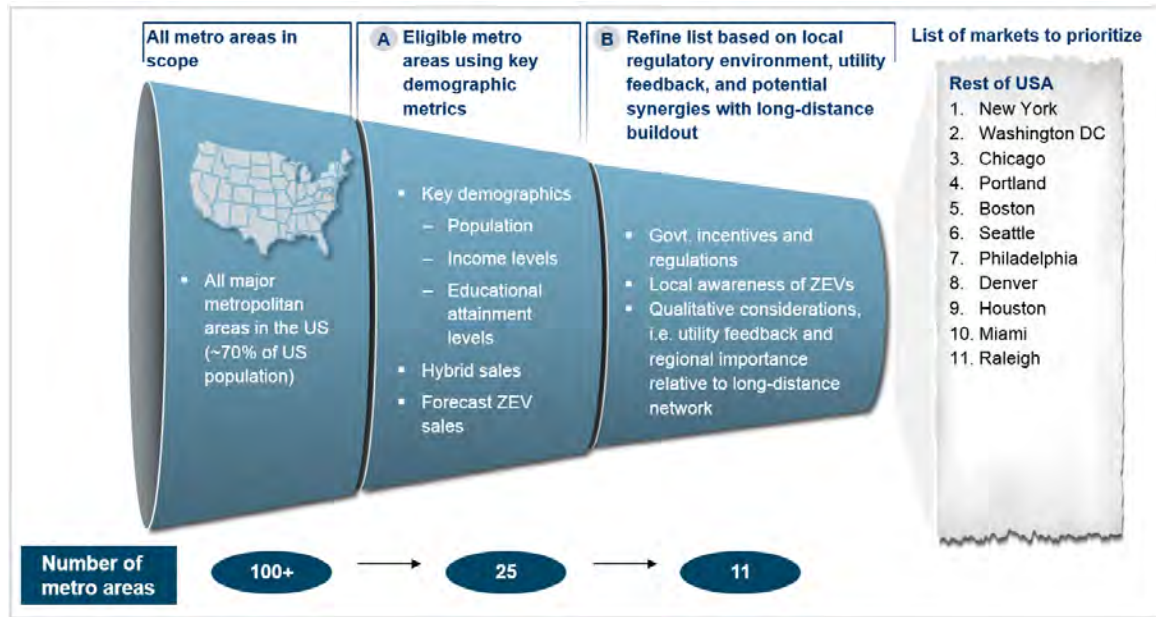 All metro areas in
scope
A Eligible metro
areas using key
demographic
metrics
B Refine list based on local
regulatory environment, utility
feedback, and potential
synergies with long-distance
buildout
List of markets to prioritize
▪ All major
metropolitan
areas in the US
(~70% of US
population)
▪ Key demographics
– Population
– Income levels
– Educational
attainment
levels
▪ Hybrid sales
▪ Forecast ZEV
sales
▪ Govt. incentives and
regulations
▪ Local awareness of ZEVs
▪ Qualitative considerations,
i.e. utility feedback and
regional importance
relative to long-distance
network
Rest of USA
1. New York
2. Washington DC
3. Chicago
4. Portland
5. Boston
6. Seattle
7. Philadelphia
8. Denver
9. Houston
10. Miami
11. Raleigh
Number of
metro areas
100+
25
11